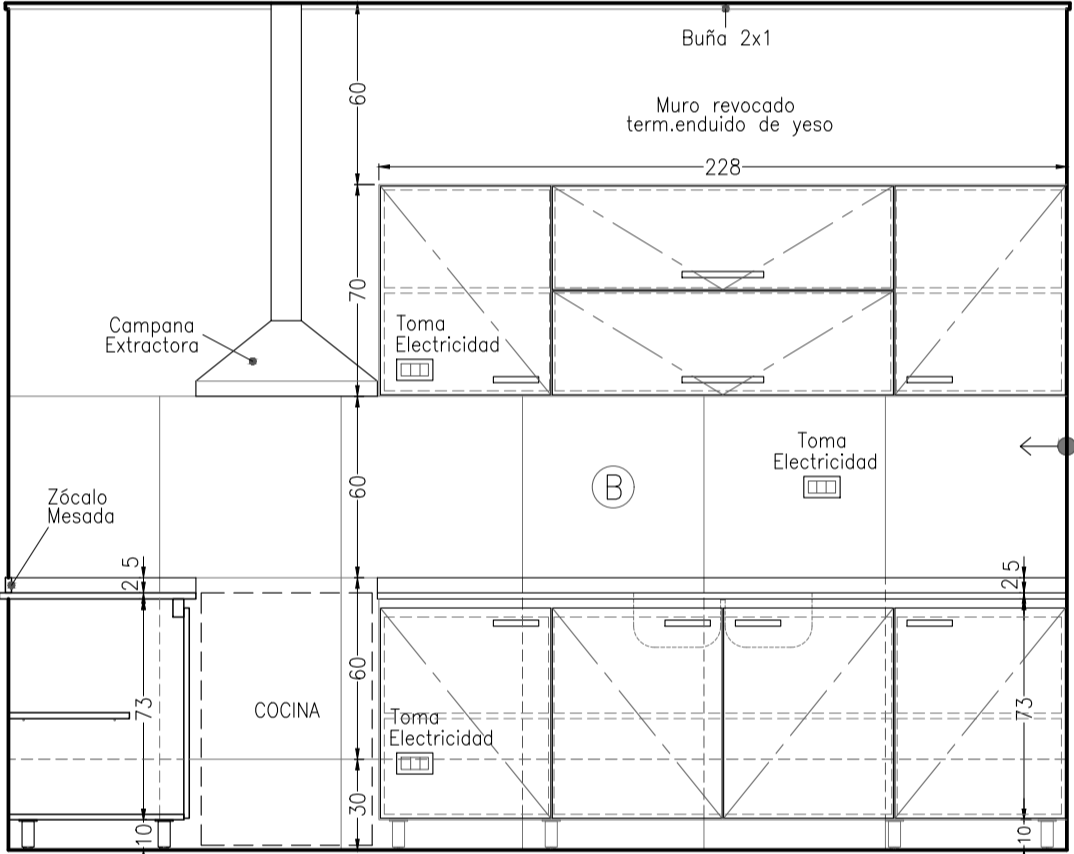 Buña 2x1
60
Muro revocado
term.enduido de yeso
228
70
Campana
Extractora
Toma
Electricidad
Toma
Electricidad
60
B
Zócalo
Mesada
5
2
2.5
60
73
COCINA
73
Toma
Electricidad
30
10
10